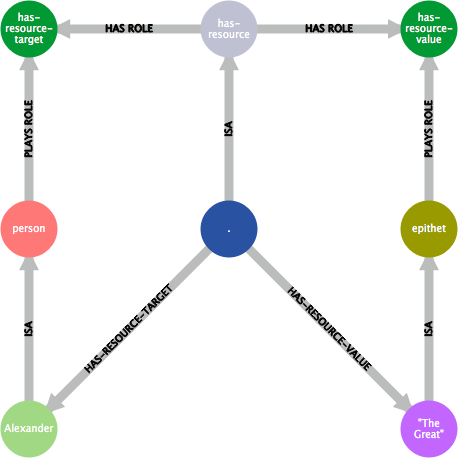 has-
resource-
target
HAS ROLE
has-
resource
HAS ROLE
has-
resource-
value
PLAYS ROLE
ISA
PLAYS ROLE
person
.
epithet
ISA
HAS-RESOURCE-TARGET
HAS-RESOURCE-VALUE
ISA
Alexander
"The
Great"